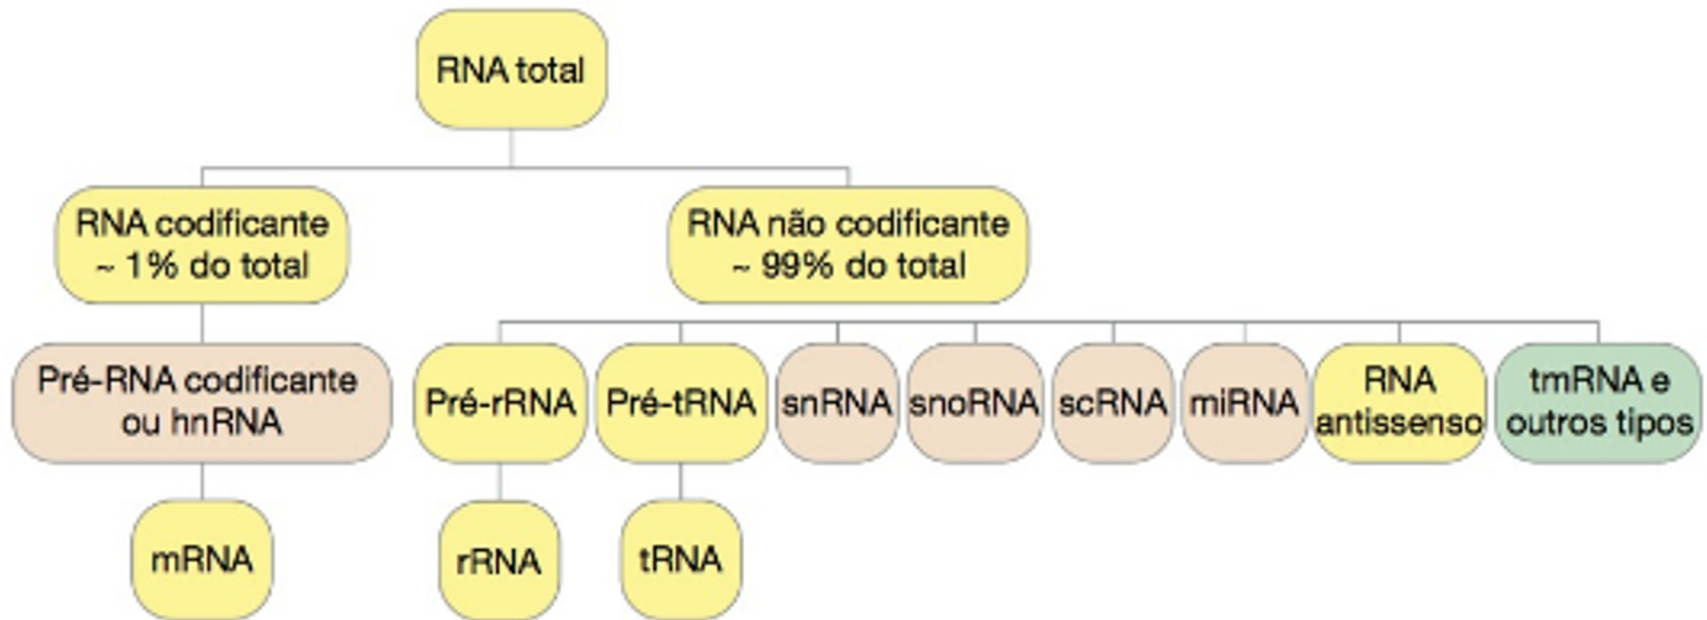 RNA total
RNA codificante
~ 1% do total
RNA não codificante
~ 99% do total
Pré-RNA codificante
ou hnRNA
Pré-rRNA
Pré-tRNA
snRNA
snoRNA
scRNA
miRNA
RNA
antissenso
tmRNA e
outros tipos
mRNA
rRNA
tRNA